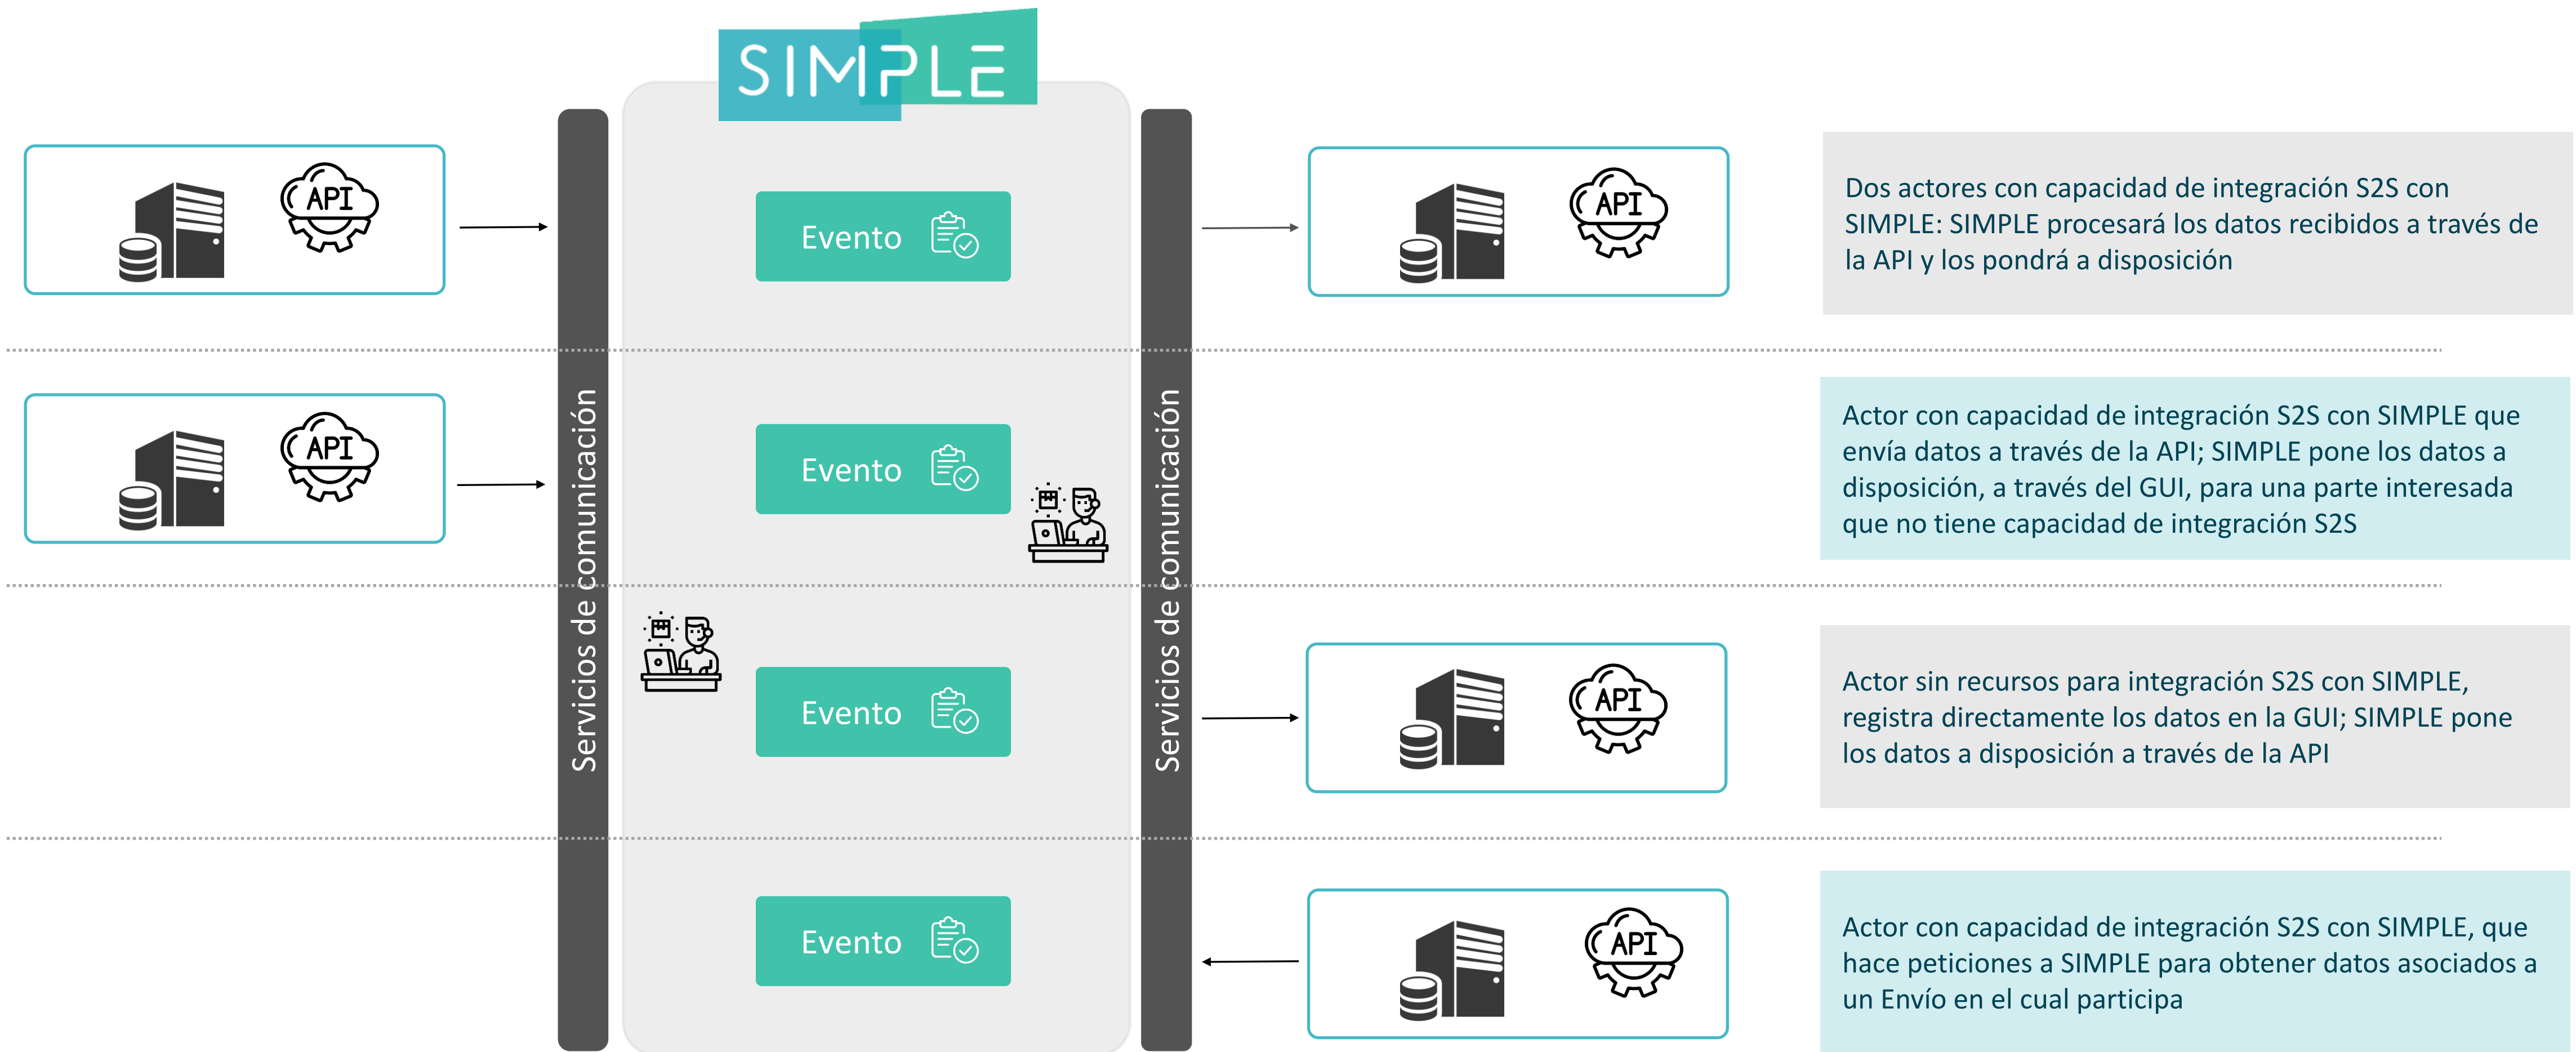 SIMPLE
API
Evento
API
Dos actores con capacidad de integración S2S con
SIMPLE: SIMPLE procesará los datos recibidos a través de
la API y los pondrá a disposición
Servicios de comunicación
Servicios de comunicación
API
Evento
Actor con capacidad de integración S2S con SIMPLE que
envía datos a través de la API; SIMPLE pone los datos a
disposición, a través del GUI, para una parte interesada
que no tiene capacidad de integración S2S
Evento
API
Actor sin recursos para integración S2S con SIMPLE,
registra directamente los datos en la GUI; SIMPLE pone
los datos a disposición a través de la API
Evento
API
Actor con capacidad de integración S2S con SIMPLE, que
hace peticiones a SIMPLE para obtener datos asociados a
un Envío en el cual participa